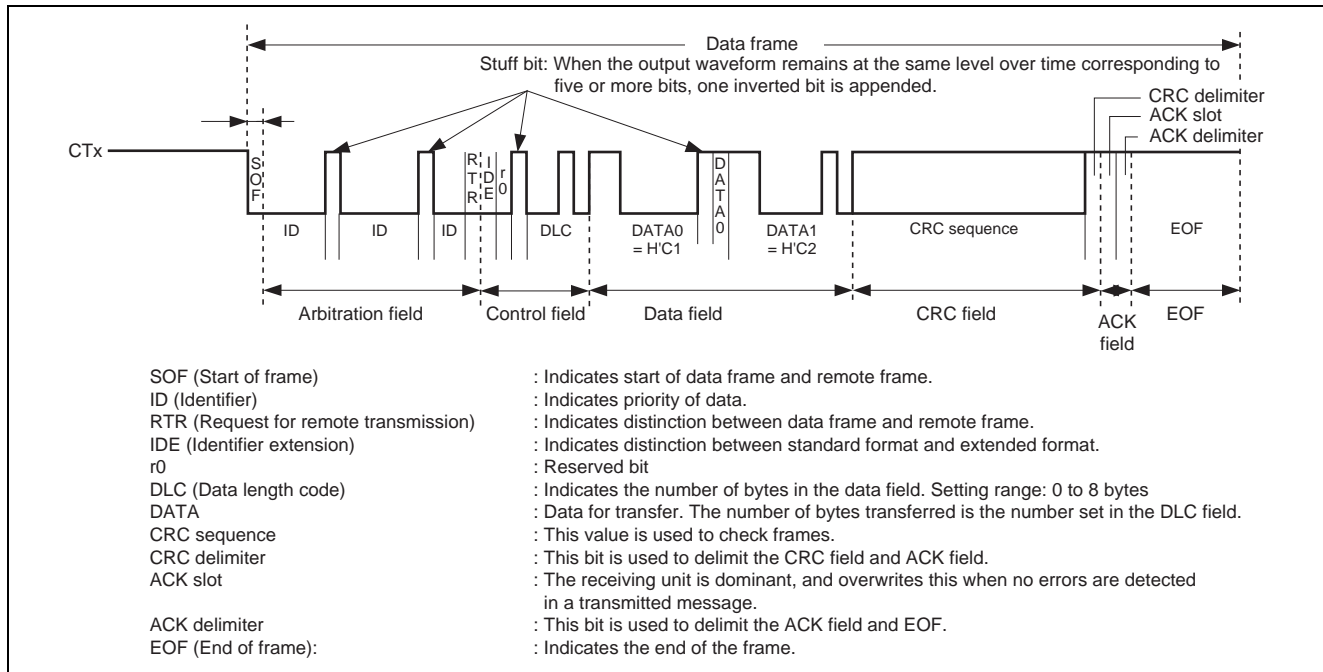 Data frame
Stuff bit: When the output waveform remains at the same level over time corresponding to
five or more bits, one inverted bit is appended.
CRC delimiter
ACK slot
ACK delimiter
CTx
SOF
RTR
IDE
r0
DATA0
ID
ID
ID
DLC
DATA0
= H'C1
DATA1
= H'C2
CRC sequence
EOF
Arbitration field
Control field
Data field
CRC field
ACK
field
EOF
SOF (Start of frame) : Indicates start of data frame and remote frame.
ID (Identifier) : Indicates priority of data.
RTR (Request for remote transmission) : Indicates distinction between data frame and remote frame.
IDE (Identifier extension) : Indicates distinction between standard format and extended format.
r0 : Reserved bit
DLC (Data length code) : Indicates the number of bytes in the data field. Setting range: 0 to 8 bytes
DATA : Data for transfer. The number of bytes transferred is the number set in the DLC field.
CRC sequence : This value is used to check frames.
CRC delimiter : This bit is used to delimit the CRC field and ACK field.
ACK slot : The receiving unit is dominant, and overwrites this when no errors are detected
in a transmitted message.
ACK delimiter : This bit is used to delimit the ACK field and EOF.
EOF (End of frame): : Indicates the end of the frame.